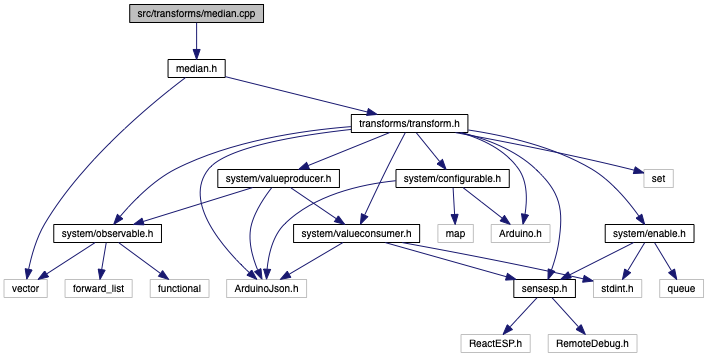 src/transforms/median.cpp
median.h
transforms/transform.h
system/valueproducer.h
system/configurable.h
set
system/observable.h
system/valueconsumer.h
map
Arduino.h
system/enable.h
vector
forward_list
functional
ArduinoJson.h
sensesp.h
stdint.h
queue
ReactESP.h
RemoteDebug.h